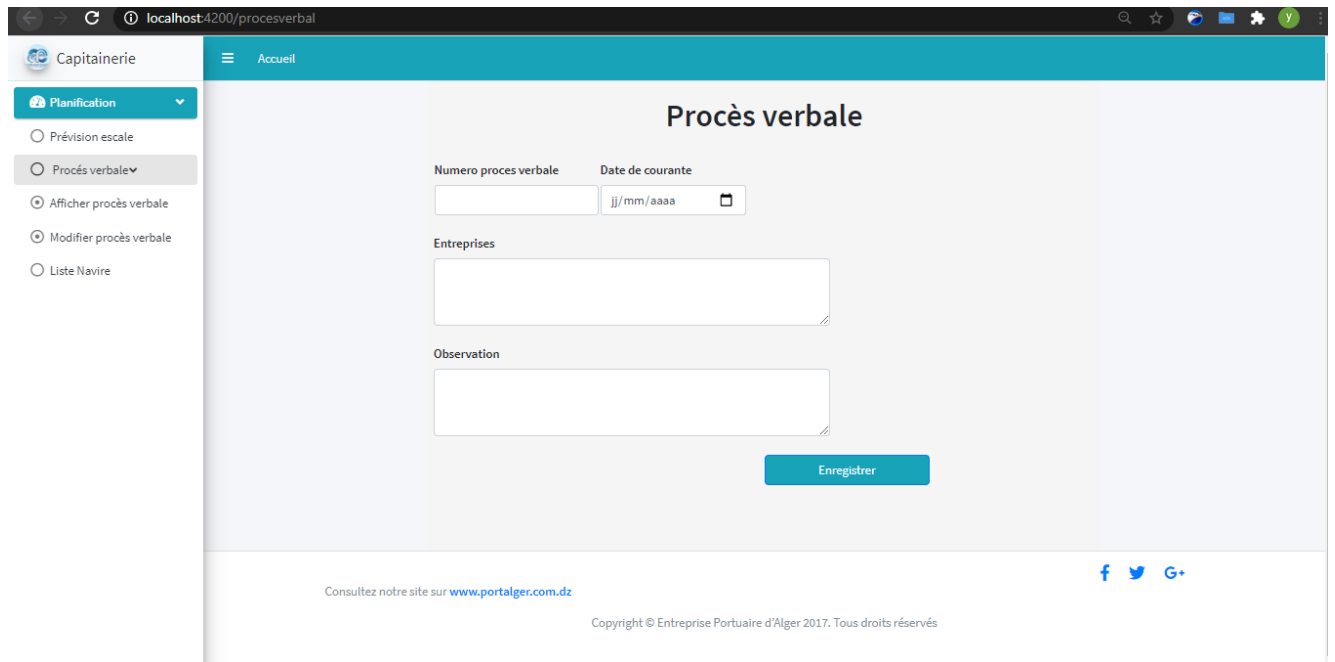 localhost:4200/procesverbal
y
Capitainerie
Accueil
Planification
Prévision escale
Procés verbale
Afficher procès verbale
Modifier procès verbale
Liste Navire
Procès verbale
Numero proces verbale Date de courante
jj/mm/aaaa
Entreprises
Observation
Enregistrer
Consultez notre site sur www.portalger.com.dz
f G+
Copyright © Entreprise Portuaire d'Alger 2017. Tous droits réservés